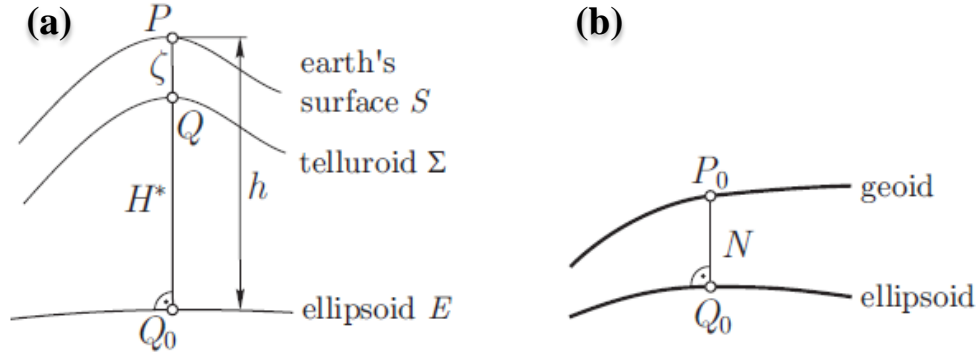 (a)
P
ζ
earth's
surface S
Q
telluroid Σ
H*
h
ellipsoid E
Q₀
(b)
P₀
geoid
N
ellipsoid
Q₀